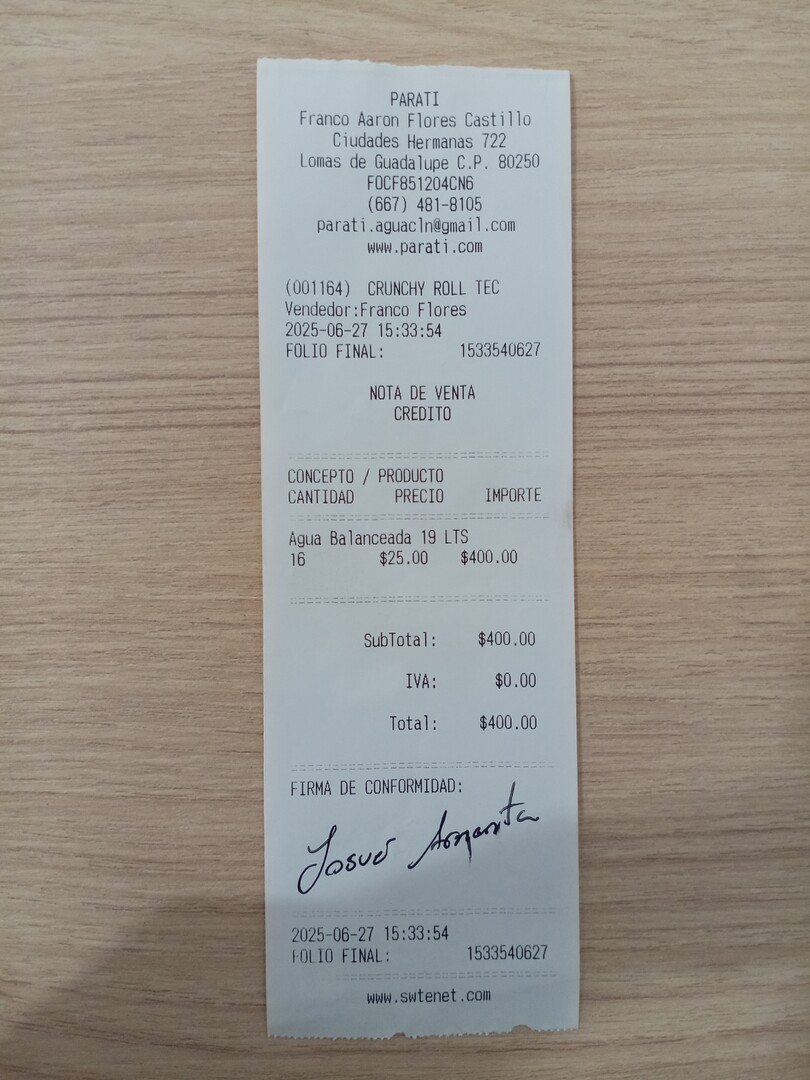 PARATI
Franco Aaron Flores Castillo
Ciudades Hermanas 722
Lomas de Guadalupe C.P. 80250
FOCF851204CN6
(667) 481-8105
parati.aguacln@gmail.com
www.parati.com
(001164) CRUNCHY ROLL TEC
Vendedor:Franco Flores
2025-06-27 15:33:54
FOLIO FINAL: 1533540627
NOTA DE VENTA
CREDITO
CONCEPTO / PRODUCTO
CANTIDAD PRECIO IMPORTE
Agua Balanceada 19 LTS
16 $25.00 $400.00
SubTotal: $400.00
IVA: $0.00
Total: $400.00
FIRMA DE CONFORMIDAD:
Josué
2025-06-27 15:33:54
FOLIO FINAL: 1533540627
www.swtenet.com